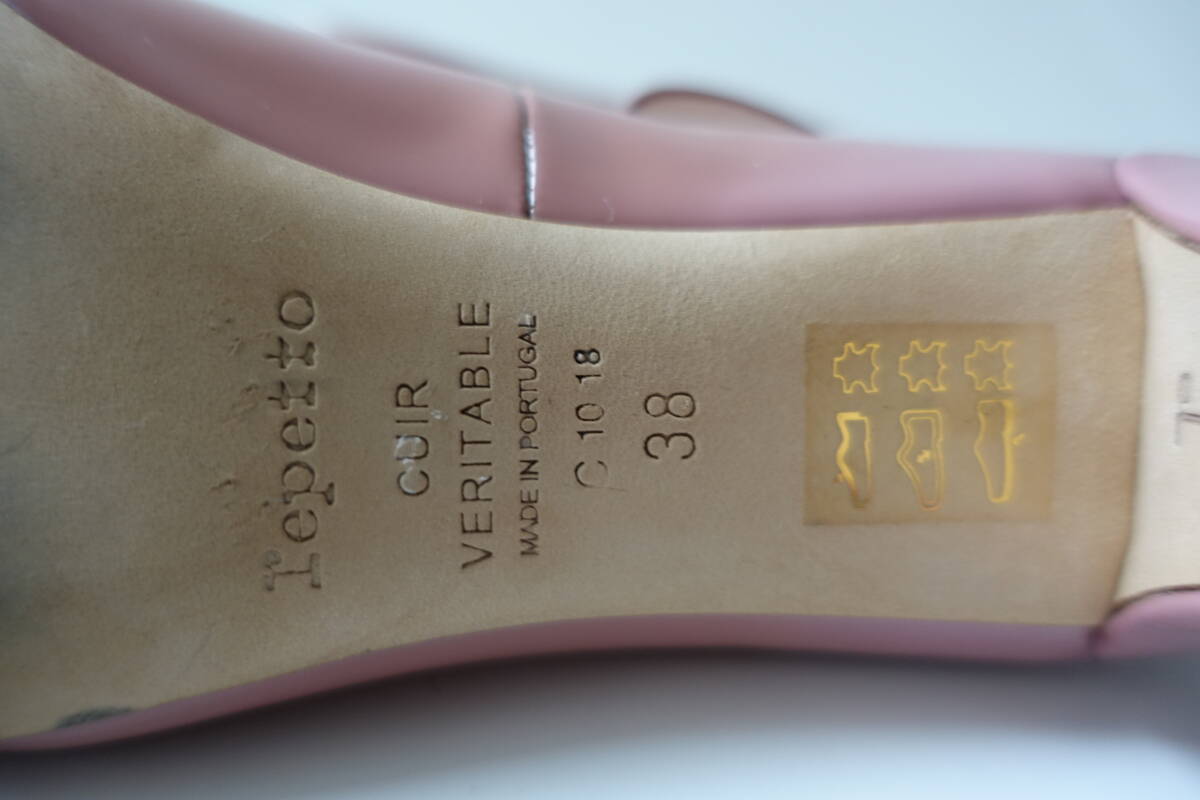 repetto
CUIR
VERITABLE
MADE IN PORTUGAL
C 10 18
38